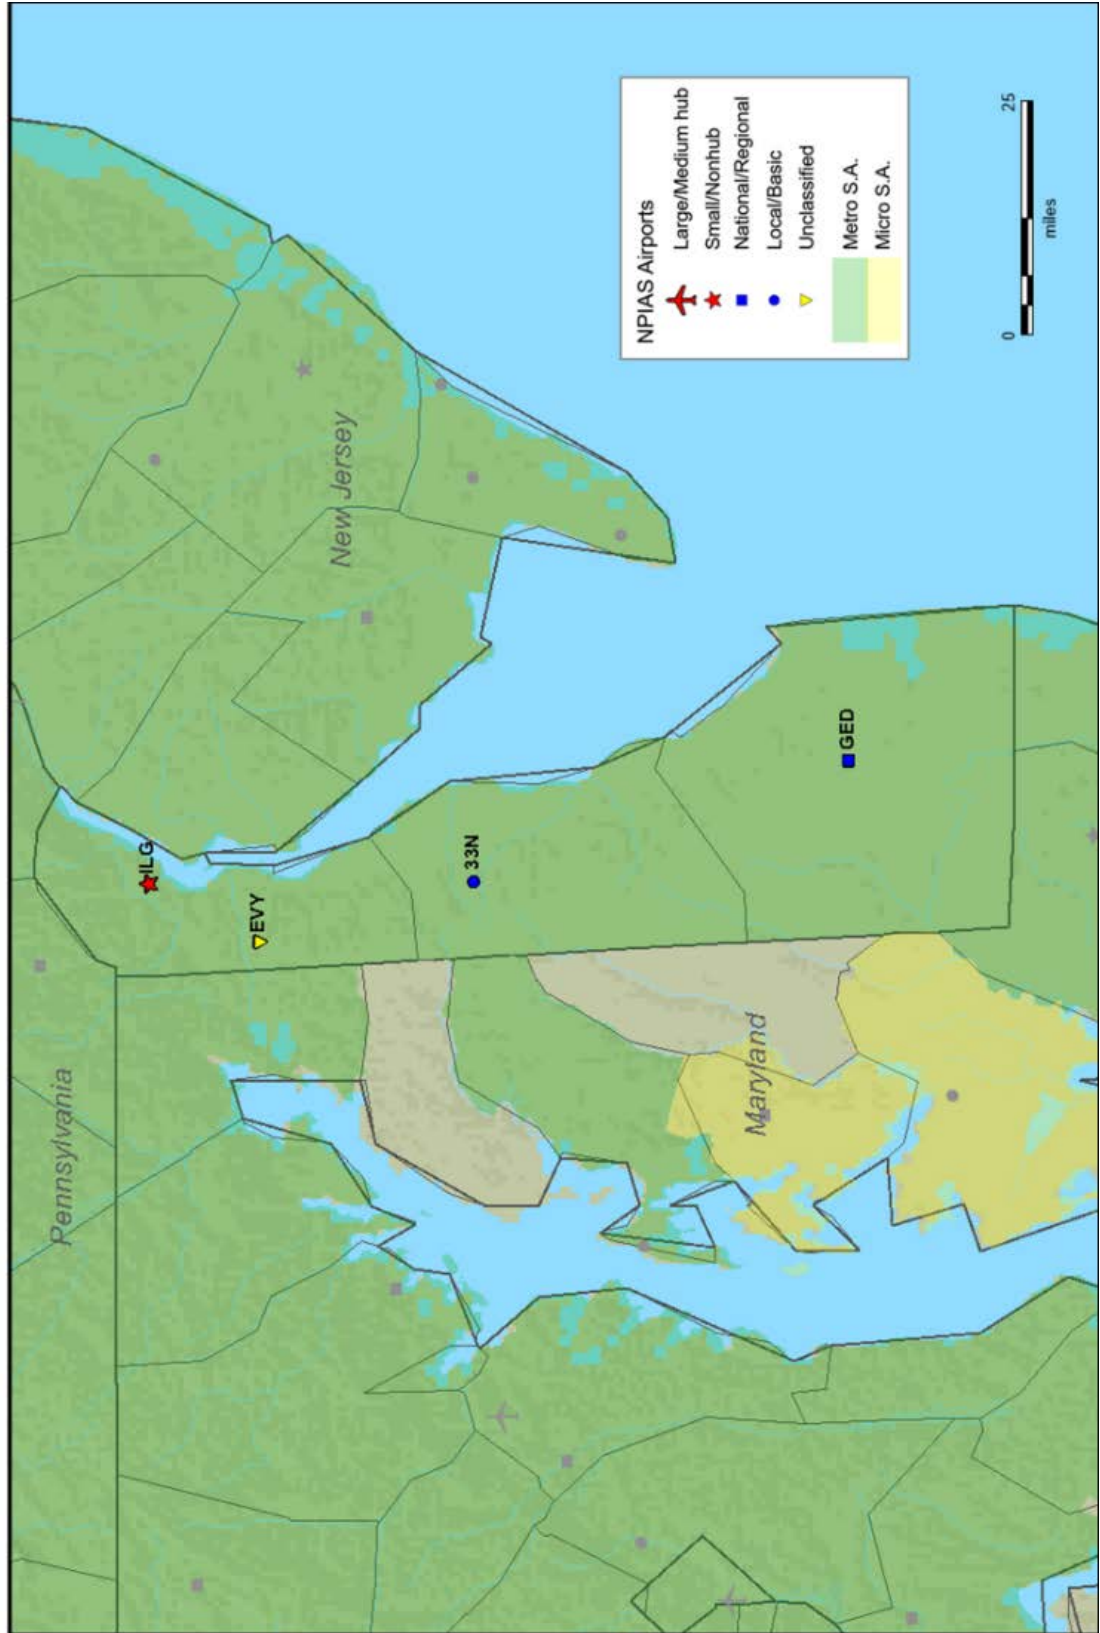 Pennsylvania
New Jersey
Maryland
ILG
EVY
33N
GED
NPIAS Airports
Large/Medium hub
Small/Nonhub
National/Regional
Local/Basic
Unclassified
Metro S.A.
Micro S.A.
0 25
miles